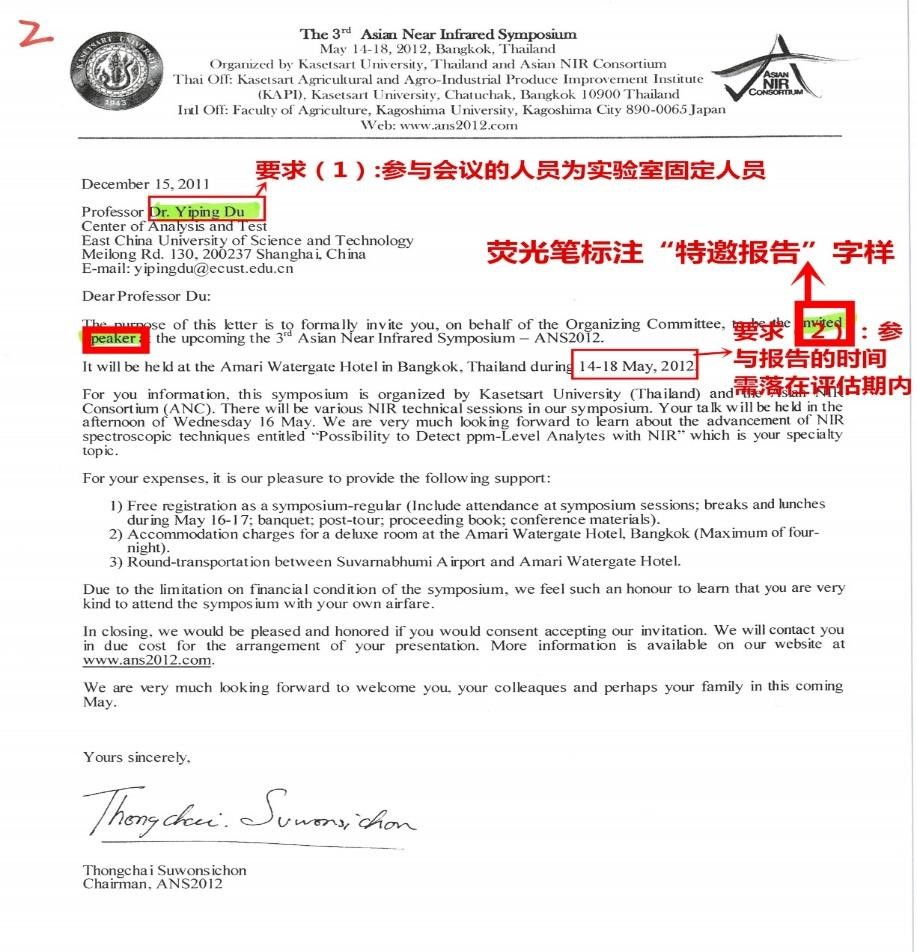 2
The 3rd Asian Near Infrared Symposium
May 14-18, 2012, Bangkok, Thailand
Organized by Kasetsart University, Thailand and Asian NIR Consortium
Thai Off: Kasetsart Agricultural and Agro-Industrial Produce Improvement Institute
(KAPI), Kasetsart University, Chatuchak, Bangkok 10900 Thailand
Intl Off: Faculty of Agriculture, Kagoshima University, Kagoshima City 890-0065 Japan
Web: www.ans2012.com
KASETSART UNIVERSITY
1943
ASIAN
NIR
CONSORTIUM
要求（1）:参与会议的人员为实验室固定人员
December 15, 2011
Professor Dr. Yiping Du
Center of Analysis and Test
East China University of Science and Technology
Meilong Rd. 130, 200237 Shanghai, China
E-mail: yipingdu@ecust.edu.cn
荧光笔标注“特邀报告”字样
Dear Professor Du:
The purpose of this letter is to formally invite you, on behalf of the Organizing Committee, to be the invited
speaker at the upcoming the 3rd Asian Near Infrared Symposium – ANS2012.
要求（2）: 参
与报告的时间
需落在评估期内
It will be held at the Amari Watergate Hotel in Bangkok, Thailand during 14-18 May, 2012
For you information, this symposium is organized by Kasetsart University (Thailand) and the Asian NIR
Consortium (ANC). There will be various NIR technical sessions in our symposium. Your talk will be held in the
afternoon of Wednesday 16 May. We are very much looking forward to learn about the advancement of NIR
spectroscopic techniques entitled “Possibility to Detect ppm-Level Analytes with NIR” which is your specialty
topic.
For your expenses, it is our pleasure to provide the following support:
1) Free registration as a symposium-regular (Include attendance at symposium sessions; breaks and lunches
during May 16-17; banquet; post-tour; proceeding book; conference materials).
2) Accommodation charges for a deluxe room at the Amari Watergate Hotel, Bangkok (Maximum of four-
night).
3) Round-transportation between Suvarnabhumi Airport and Amari Watergate Hotel.
Due to the limitation on financial condition of the symposium, we feel such an honour to learn that you are very
kind to attend the symposium with your own airfare.
In closing, we would be pleased and honored if you would consent accepting our invitation. We will contact you
in due cost for the arrangement of your presentation. More information is available on our website at
www.ans2012.com.
We are very much looking forward to welcome you, your colleaques and perhaps your family in this coming
May.
Yours sincerely,
Thongchai Suwonsichon
Thongchai Suwonsichon
Chairman, ANS2012